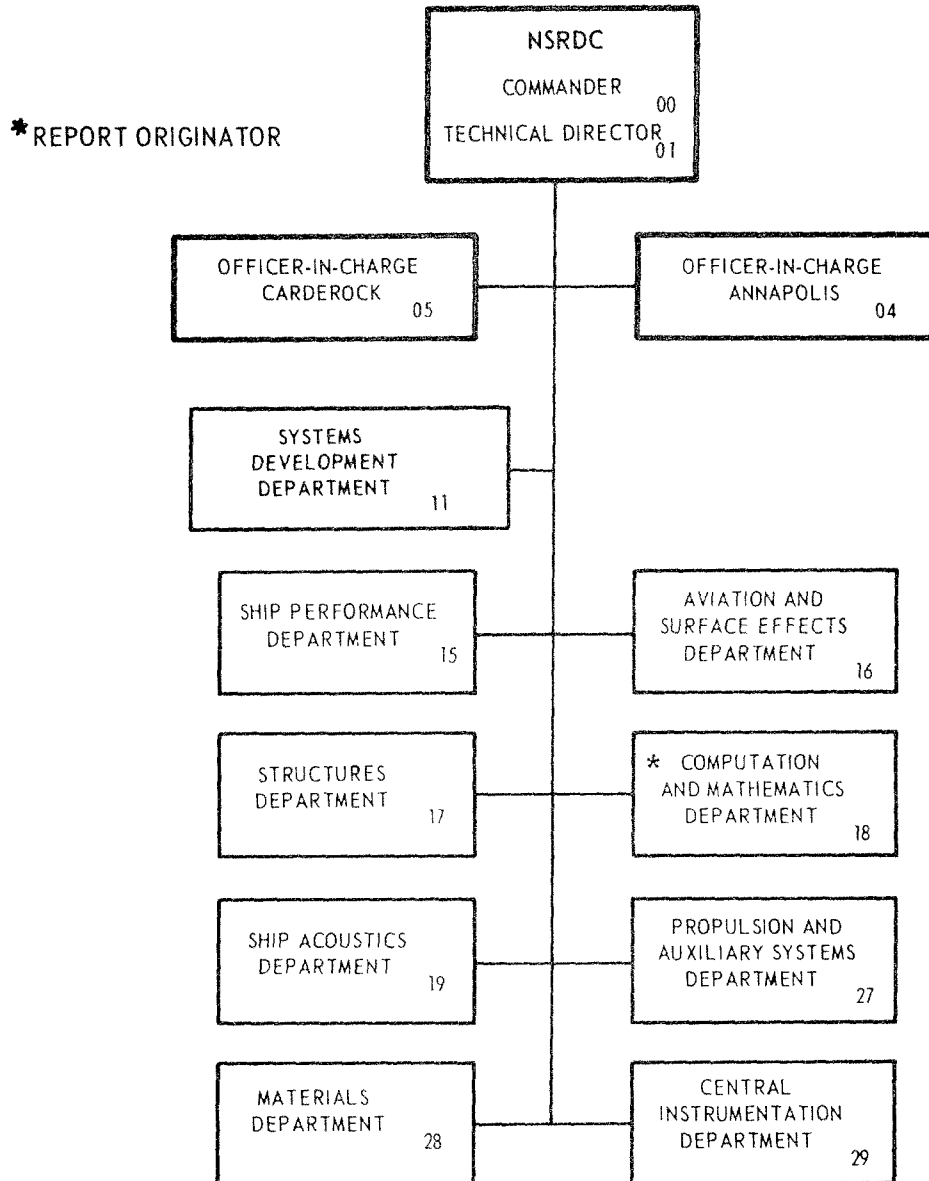 NSRDC
COMMANDER
00
TECHNICAL DIRECTOR
01
*REPORT ORIGINATOR
OFFICER-IN-CHARGE
CARDEROCK
05
OFFICER-IN-CHARGE
ANNAPOLIS
04
SYSTEMS
DEVELOPMENT
DEPARTMENT
11
SHIP PERFORMANCE
DEPARTMENT
15
AVIATION AND
SURFACE EFFECTS
DEPARTMENT
16
STRUCTURES
DEPARTMENT
17
* COMPUTATION
AND MATHEMATICS
DEPARTMENT
18
SHIP ACOUSTICS
DEPARTMENT
19
PROPULSION AND
AUXILIARY SYSTEMS
DEPARTMENT
27
MATERIALS
DEPARTMENT
28
CENTRAL
INSTRUMENTATION
DEPARTMENT
29